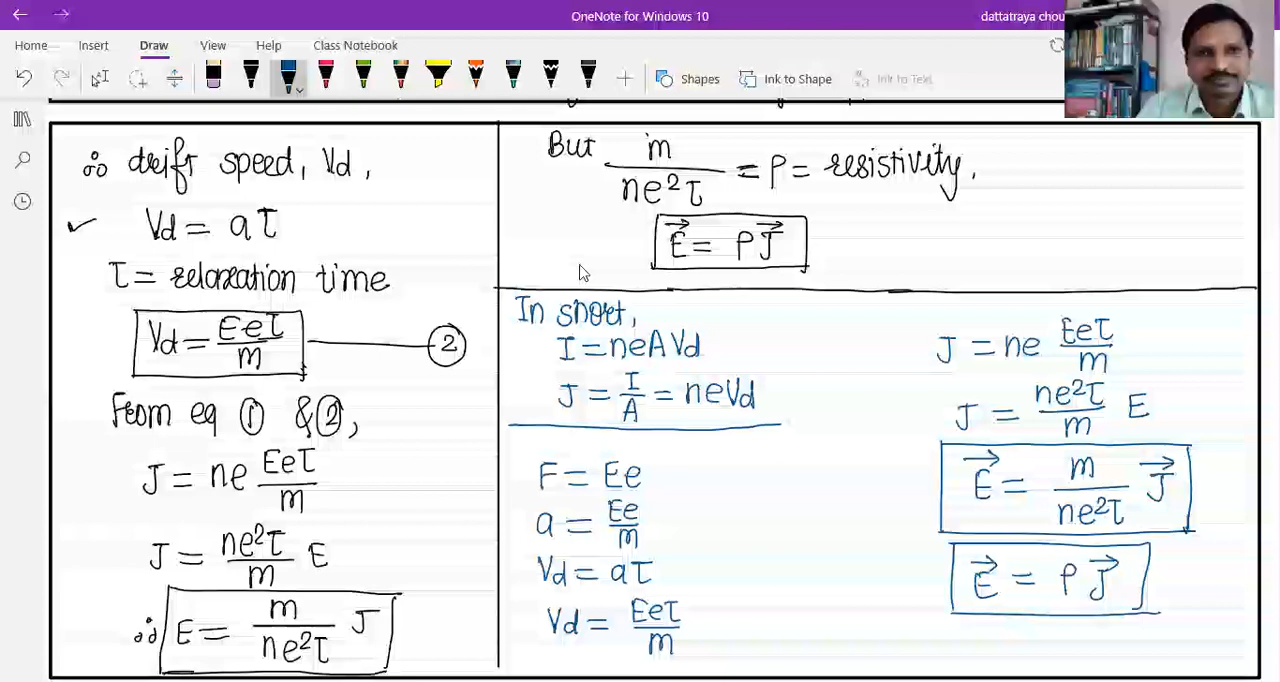 OneNote for Windows 10
dattatraya chou
Home Insert Draw View Help Class Notebook
Shapes Ink to Shape Ink to Text
∴ drift speed, Vd,
✓ Vd = aτ
τ = relaxation time
Vd = Eeτ/m —— ②
From eq ① & ②,
J = ne Eeτ/m
J = ne²τ/m E
∴ E = m/ne²τ J
But m/ne²τ = ρ = resistivity.
E⃗ = ρJ⃗
In short,
I = neAVd
J = I/A = neVd
F = Ee
a = Ee/m
Vd = aτ
Vd = Eeτ/m
J = ne Eeτ/m
J = ne²τ/m E
E⃗ = m/ne²τ J⃗
E⃗ = ρJ⃗